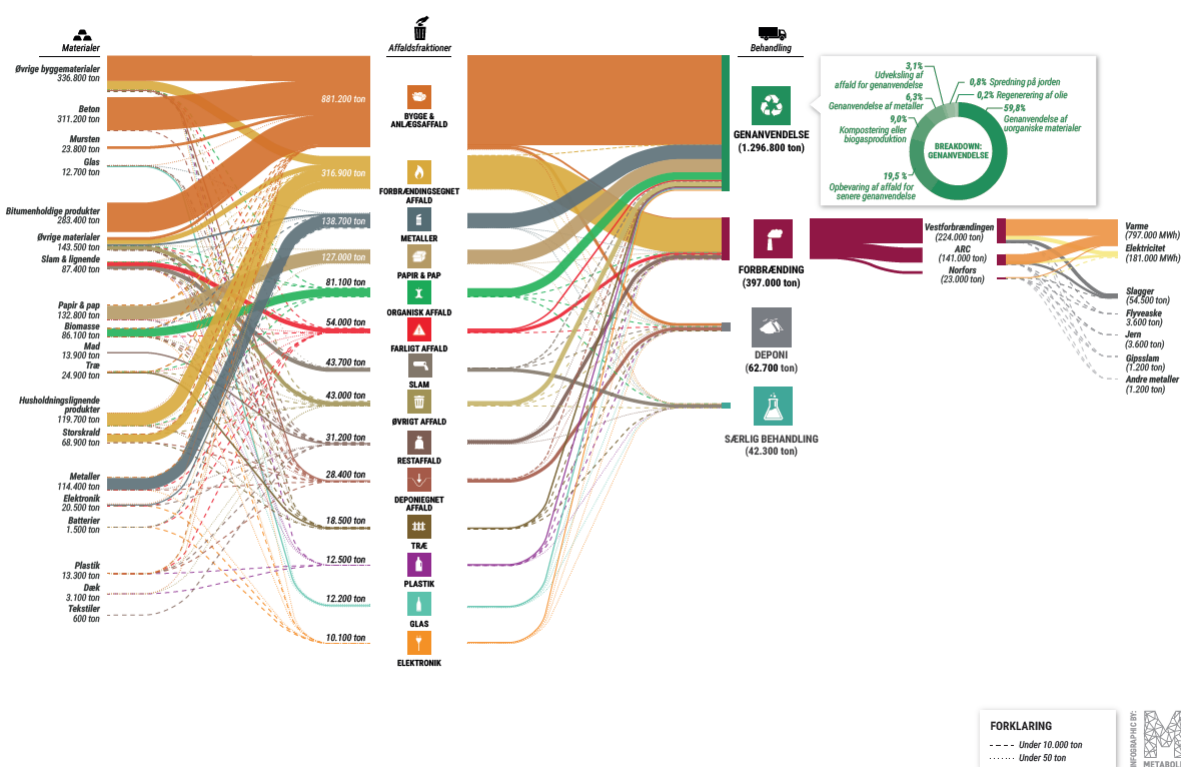 Materialer
Øvrige byggematerialer
336.800 ton
Beton
311.200 ton
Mursten
23.800 ton
Glas
12.700 ton
Bitumenholdige produkter
283.400 ton
Øvrige materialer
143.500 ton
Slam & lignende
87.400 ton
Papir & pap
132.800 ton
Biomasse
86.100 ton
Mad
13.900 ton
Træ
24.900 ton
Husholdningslignende
produkter
119.700 ton
Storskrald
68.900 ton
Metaller
114.400 ton
Elektronik
20.500 ton
Batterier
1.500 ton
Plastik
13.300 ton
Dæk
3.100 ton
Tekstiler
600 ton
Affaldsfraktioner
881.200 ton
BYGGE &
ANLÆGSAFFALD
316.900 ton
FORBRÆNDINGSEGNET
AFFALD
138.700 ton
METALLER
127.000 ton
PAPIR & PAP
81.100 ton
ORGANISK AFFALD
54.000 ton
FARLIGT AFFALD
43.700 ton
SLAM
43.000 ton
ØVRIGT AFFALD
31.200 ton
RESTAFFALD
28.400 ton
DEPONIEGNET
AFFALD
18.500 ton
TRÆ
12.500 ton
PLASTIK
12.200 ton
GLAS
10.100 ton
ELEKTRONIK
Behandling
GENANVENDELSE
(1.296.800 ton)
FORBRÆNDING
(397.000 ton)
DEPONI
(62.700 ton)
SÆRLIG BEHANDLING
(42.300 ton)
3,1%
Udveksling af
affald for genanvendelse
6,3%
Genanvendelse af metaller
9,0%
Kompostering eller
biogasproduktion
19,5 %
Opbevaring af affald for
senere genanvendelse
0,8% Spredning på jorden
0,2% Regenerering af olie
59,8%
Genanvendelse af
uorganiske materialer
BREAKDOWN:
GENANVENDELSE
Vestforbrændingen
(224.000 ton)
ARC
(141.000 ton)
Norfors
(23.000 ton)
Varme
(797.000 MWh)
Elektricitet
(181.000 MWh)
Slagger
(54.500 ton)
Flyveaske
3.600 ton)
Jern
(3.600 ton)
Gipsslam
(1.200 ton)
Andre metaller
(1.200 ton)
FORKLARING
Under 10.000 ton
Under 50 ton
INFOGRAPHIC BY: